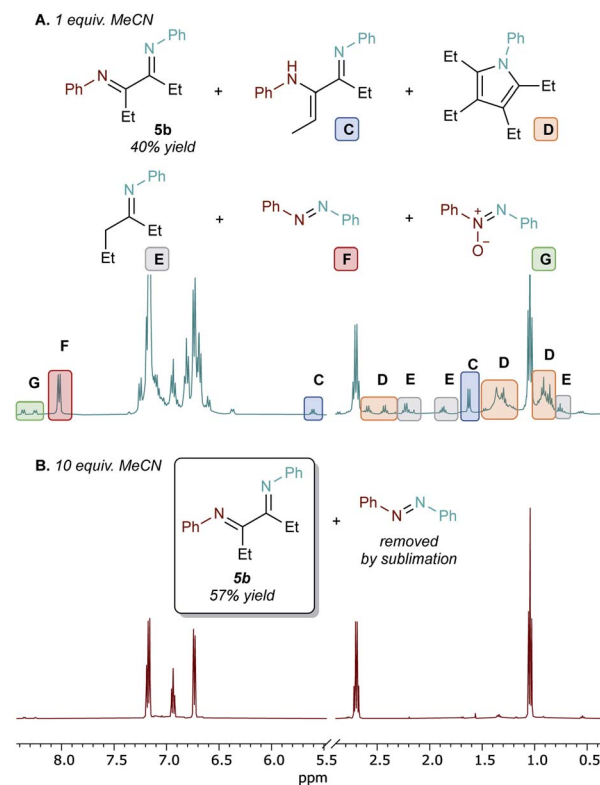 A. 1 equiv. MeCN
Ph
N
Ph
N
Et
Et
5b
40% yield
+
Ph
N
H
N
Ph
Et
C
+
Ph
N
Et
Et
Et
Et
D
Ph
N
Et
Et
E
+
Ph
N
N
Ph
F
+
Ph
N
+
N
Ph
O
−
G
G
F
C
D
E
E
C
D
D
E
B. 10 equiv. MeCN
Ph
N
Ph
N
Et
Et
5b
57% yield
+
Ph
N
N
Ph
removed
by sublimation
8.0 7.5 7.0 6.5 6.0 5.5 2.5 2.0 1.5 1.0 0.5
ppm ppm